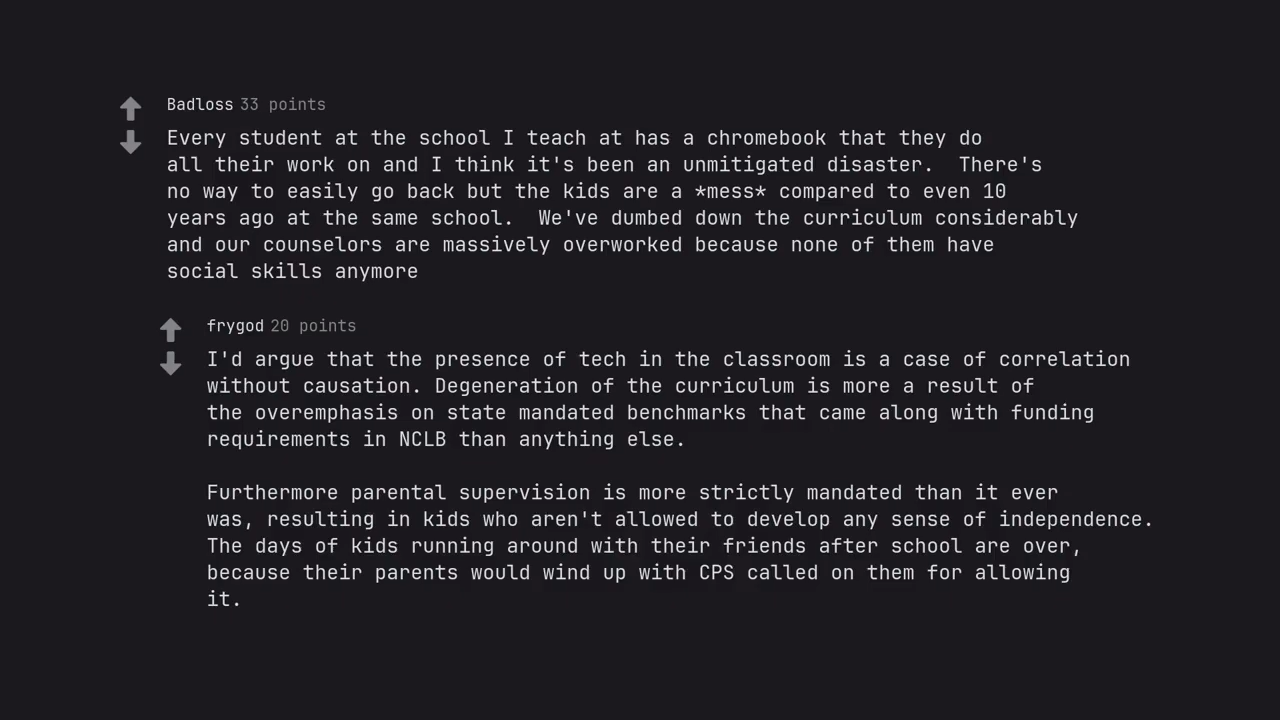 Badloss 33 points
Every student at the school I teach at has a chromebook that they do
all their work on and I think it's been an unmitigated disaster.  There's
no way to easily go back but the kids are a *mess* compared to even 10
years ago at the same school.  We've dumbed down the curriculum considerably
and our counselors are massively overworked because none of them have
social skills anymore
frygod 20 points
I'd argue that the presence of tech in the classroom is a case of correlation
without causation. Degeneration of the curriculum is more a result of
the overemphasis on state mandated benchmarks that came along with funding
requirements in NCLB than anything else.
Furthermore parental supervision is more strictly mandated than it ever
was, resulting in kids who aren't allowed to develop any sense of independence.
The days of kids running around with their friends after school are over,
because their parents would wind up with CPS called on them for allowing
it.